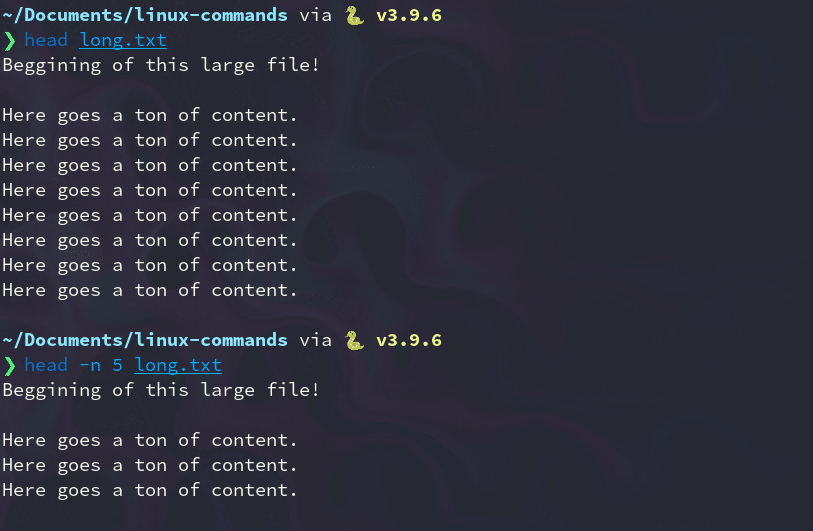 ~/Documents/linux-commands via 🐍 v3.9.6
❯ head long.txt
Beggining of this large file!

Here goes a ton of content.
Here goes a ton of content.
Here goes a ton of content.
Here goes a ton of content.
Here goes a ton of content.
Here goes a ton of content.
Here goes a ton of content.
Here goes a ton of content.

~/Documents/linux-commands via 🐍 v3.9.6
❯ head -n 5 long.txt
Beggining of this large file!

Here goes a ton of content.
Here goes a ton of content.
Here goes a ton of content.